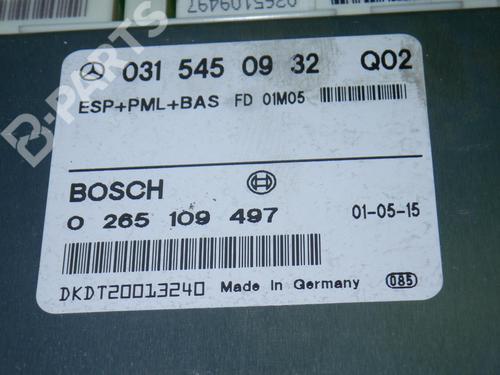 0265109497
B-PARTS
031 545 09 32 Q02
ESP+PML+BAS FD 01M05
BOSCH
0 265 109 497 01-05-15
DKDT20013240 Made in Germany 085